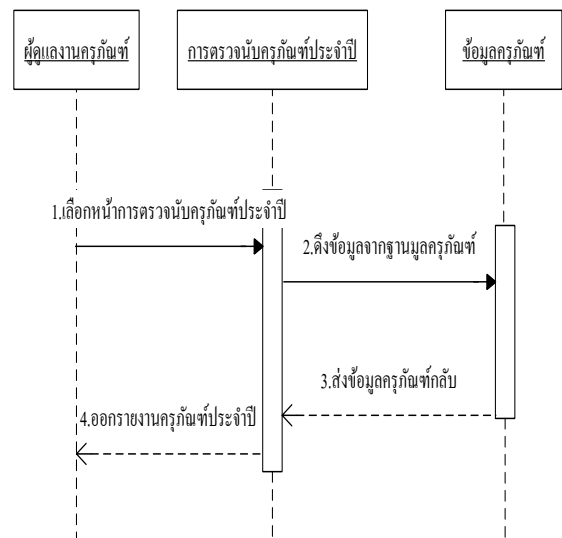 ผู้ดูแลงานครุภัณฑ์
การตรวจนับครุภัณฑ์ประจำปี
ข้อมูลครุภัณฑ์
1.เลือกหน้าการตรวจนับครุภัณฑ์ประจำปี
2.ดึงข้อมูลจากฐานมูลครุภัณฑ์
3.ส่งข้อมูลครุภัณฑ์กลับ
4.ออกรายงานครุภัณฑ์ประจำปี